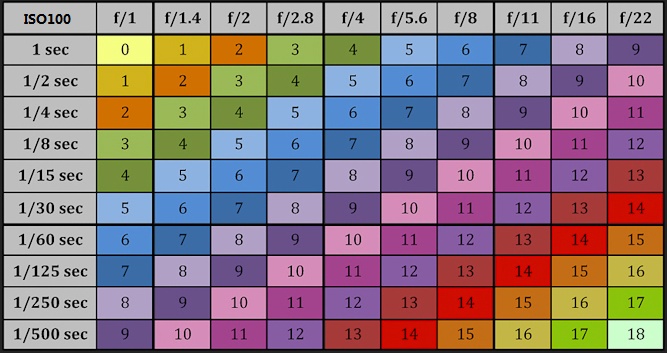 ISO100 f/1 f/1.4 f/2 f/2.8 f/4 f/5.6 f/8 f/11 f/16 f/22
1 sec 0 1 2 3 4 5 6 7 8 9
1/2 sec 1 2 3 4 5 6 7 8 9 10
1/4 sec 2 3 4 5 6 7 8 9 10 11
1/8 sec 3 4 5 6 7 8 9 10 11 12
1/15 sec 4 5 6 7 8 9 10 11 12 13
1/30 sec 5 6 7 8 9 10 11 12 13 14
1/60 sec 6 7 8 9 10 11 12 13 14 15
1/125 sec 7 8 9 10 11 12 13 14 15 16
1/250 sec 8 9 10 11 12 13 14 15 16 17
1/500 sec 9 10 11 12 13 14 15 16 17 18